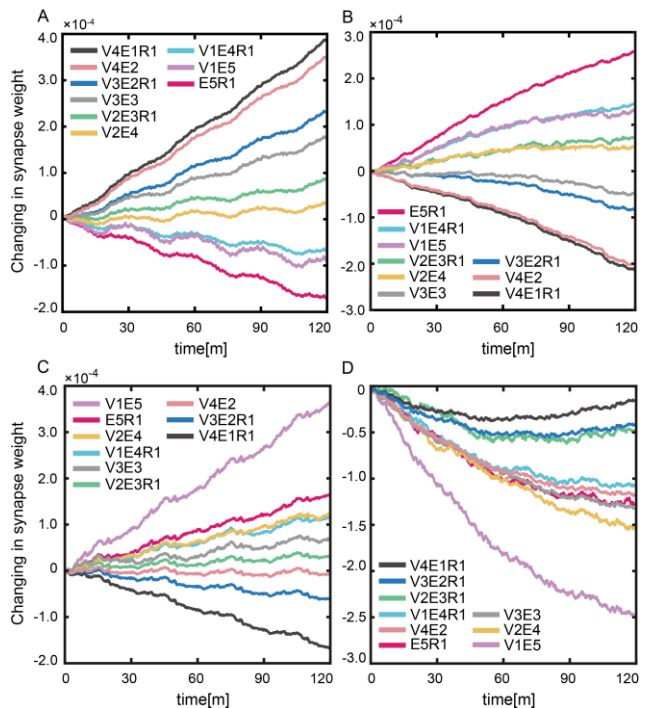 A
×10⁻⁴
4.0
3.0
2.0
1.0
0
-1.0
-2.0
Changing in synapse weight
V4E1R1
V4E2
V3E2R1
V3E3
V2E3R1
V2E4
V1E4R1
V1E5
E5R1
0 30 60 90 120
time[m]
B
×10⁻⁴
3.0
2.0
1.0
0
-1.0
-2.0
-3.0
E5R1
V1E4R1
V1E5
V2E3R1
V2E4
V3E3
V3E2R1
V4E2
V4E1R1
0 30 60 90 120
time[m]
C
×10⁻⁴
4.0
3.0
2.0
1.0
0
-1.0
-2.0
Changing in synapse weight
V1E5
E5R1
V2E4
V1E4R1
V3E3
V2E3R1
V4E2
V3E2R1
V4E1R1
0 30 60 90 120
time[m]
D
0
-0.5
-1.0
-1.5
-2.0
-2.5
-3.0
V4E1R1
V3E2R1
V2E3R1
V1E4R1
V4E2
E5R1
V3E3
V2E4
V1E5
0 30 60 90 120
time[m]